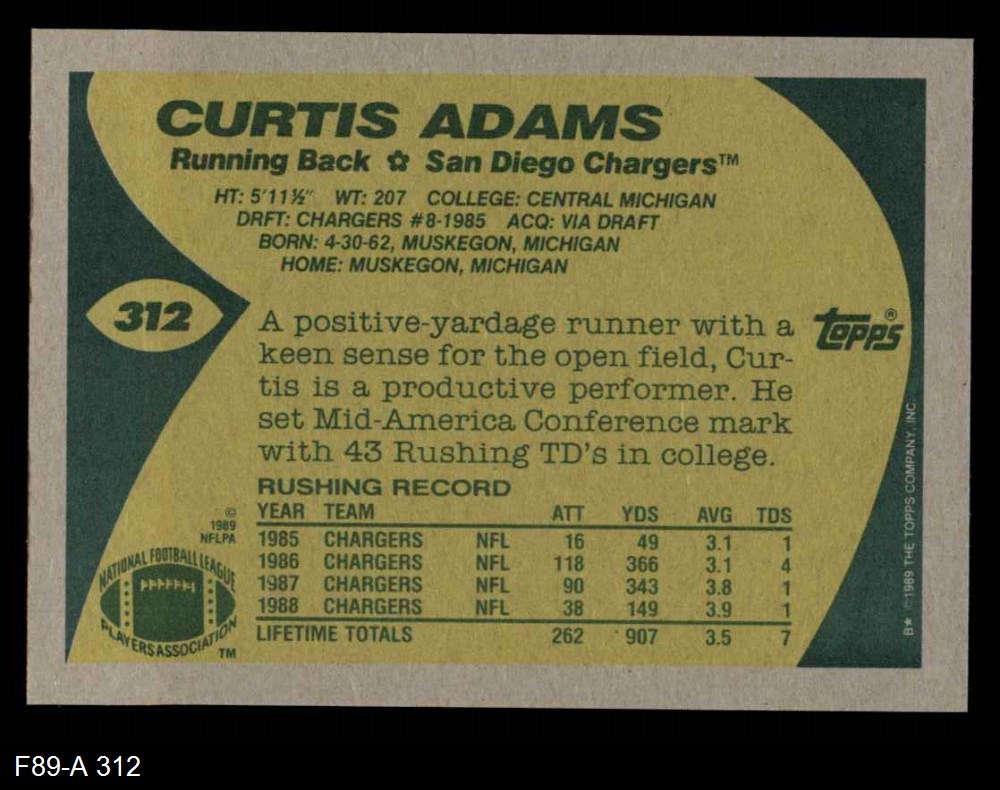 CURTIS ADAMS
Running Back ✿ San Diego Chargers™
HT: 5'11½" WT: 207 COLLEGE: CENTRAL MICHIGAN
DRFT: CHARGERS #8-1985 ACQ: VIA DRAFT
BORN: 4-30-62, MUSKEGON, MICHIGAN
HOME: MUSKEGON, MICHIGAN
312
A positive-yardage runner with a
keen sense for the open field, Cur-
tis is a productive performer. He
set Mid-America Conference mark
with 43 Rushing TD's in college.
topps®
RUSHING RECORD
YEAR TEAM ATT YDS AVG TDS
1985 CHARGERS NFL 16 49 3.1 1
1986 CHARGERS NFL 118 366 3.1 4
1987 CHARGERS NFL 90 343 3.8 1
1988 CHARGERS NFL 38 149 3.9 1
LIFETIME TOTALS 262 907 3.5 7
©
1989
NFLPA
NATIONAL FOOTBALL LEAGUE
PLAYERS ASSOCIATION
TM
B* ©1989 THE TOPPS COMPANY, INC.
F89-A 312